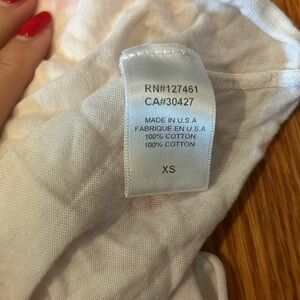 RN#127461
CA#30427
MADE IN U.S.A
FABRIQUE EN U.S.A
100% COTTON
100% COTTON
XS